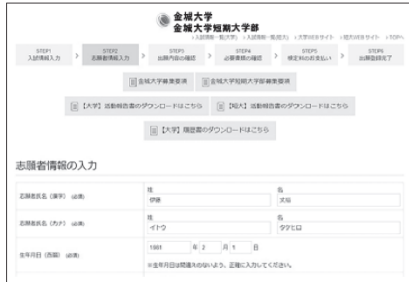 金城大学
金城大学短期大学部
STEP1 STEP2 STEP3 STEP4 STEP5 STEP6
入試情報入力 志願者情報入力 出願内容の確認 必要書類の確認 検定料のお支払い 出願登録完了
金城大学募集要項 金城大学短期大学部募集要項
【大学】活動報告書のダウンロードはこちら 【短大】活動報告書のダウンロードはこちら
【大学】履歴書のダウンロードはこちら
志願者情報の入力
姓 名
志願者氏名（漢字） (必須) 伊藤
姓 名
志願者氏名（カナ） (必須) イトウ タケヒロ
生年月日（西暦） (必須) 1981 年 2 月 1 日
※生年月日は間違えのないよう、正確に入力してください。